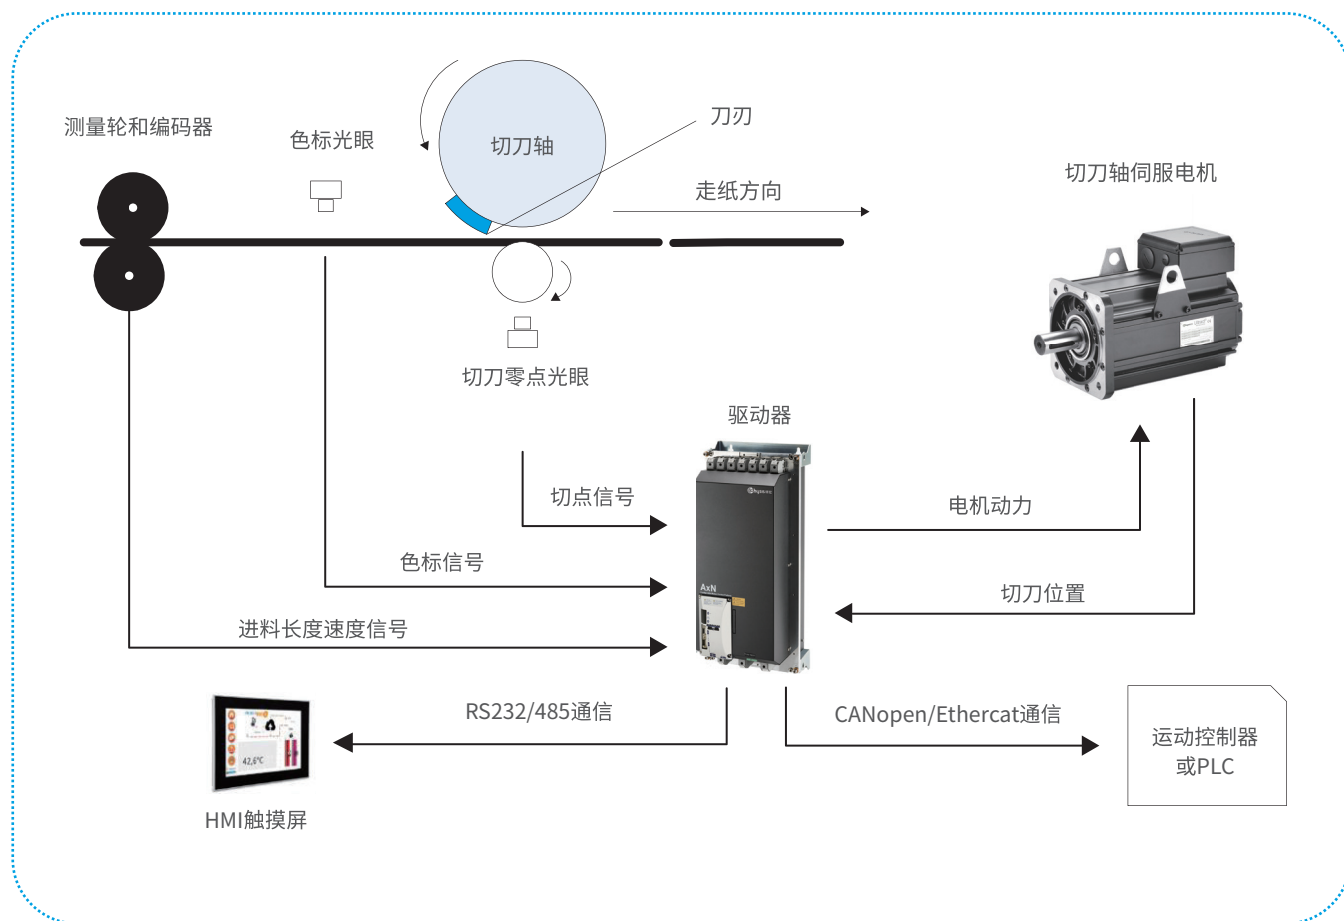 测量轮和编码器
色标光眼
切刀轴
刀刃
走纸方向
切刀轴伺服电机
切刀零点光眼
驱动器
切点信号
电机动力
色标信号
AxN
切刀位置
进料长度速度信号
RS232/485通信
CANopen/Ethercat通信
运动控制器
或PLC
42,6°C
HMI触摸屏